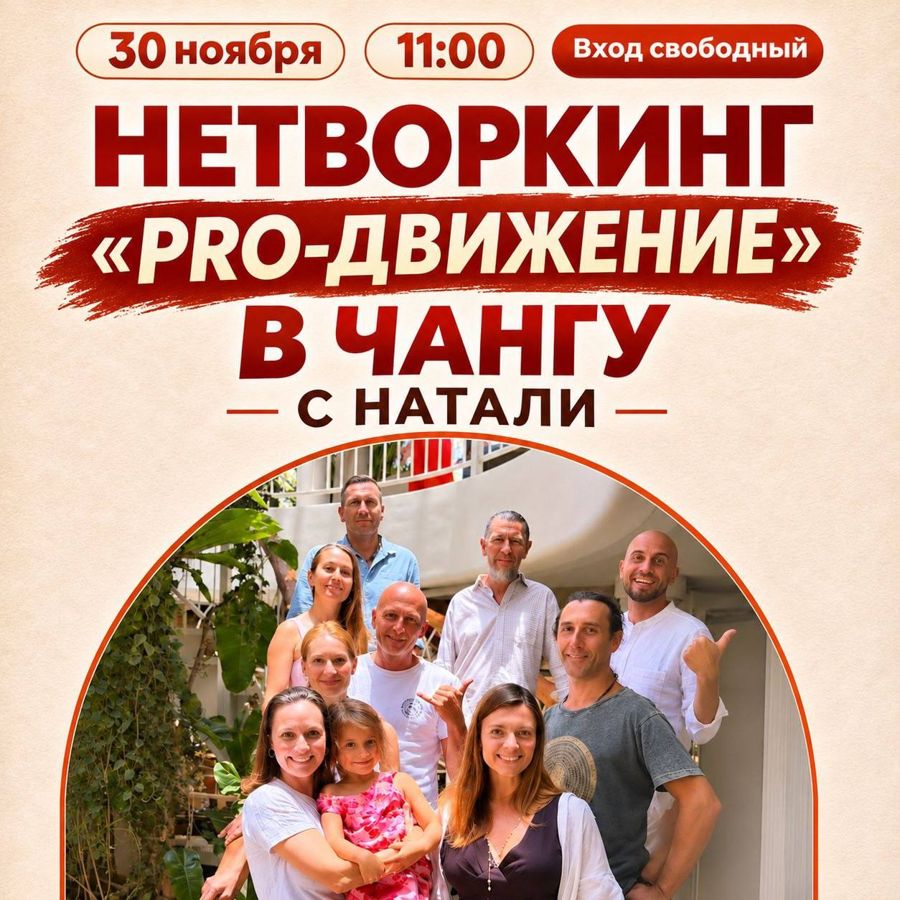 30 ноября
11:00
Вход свободный
НЕТВОРКИНГ
«PRO-ДВИЖЕНИЕ»
В ЧАНГУ
С НАТАЛИ